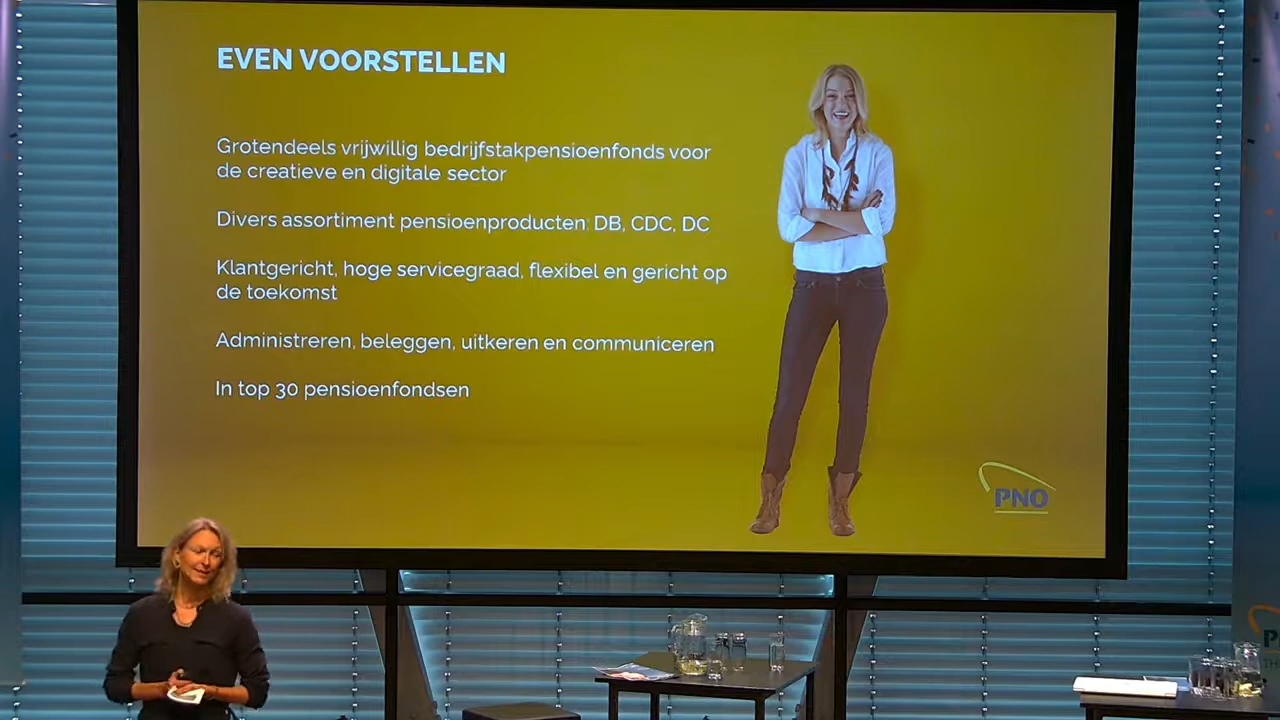 EVEN VOORSTELLEN
Grotendeels vrijwillig bedrijfstakpensioenfonds voor
de creatieve en digitale sector
Divers assortiment pensioenproducten: DB, CDC, DC
Klantgericht, hoge servicegraad, flexibel en gericht op
de toekomst
Administreren, beleggen, uitkeren en communiceren
In top 30 pensioenfondsen
PNO